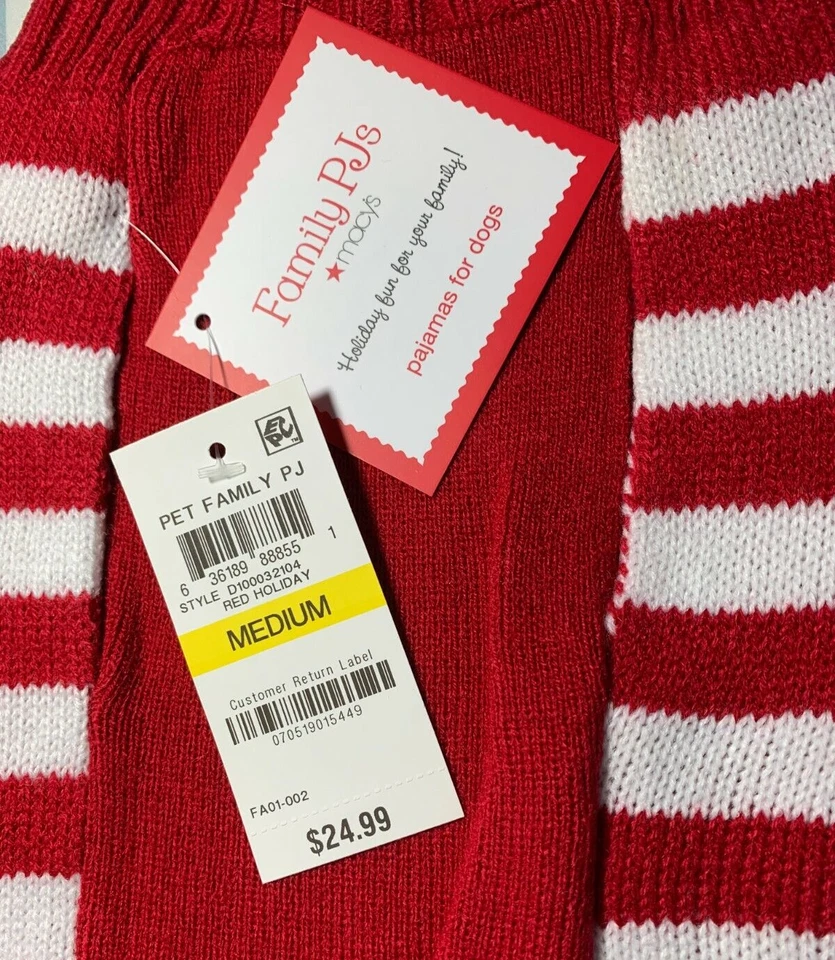 Family PJs
★macy's
Holiday fun for your family!
pajamas for dogs
EPC™
PET FAMILY PJ
6 36189 88855 1
STYLE D100032104
RED HOLIDAY
MEDIUM
Customer Return Label
070519015449
FA01-002
$24.99